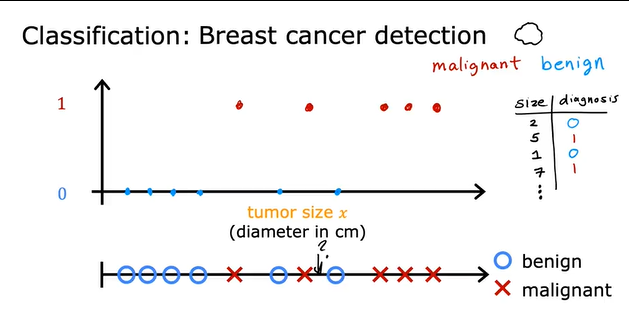 Classification: Breast cancer detection
malignant benign
1
0
size diagnosis
2 0
5 1
1 0
7 1
tumor size x
(diameter in cm)
?
benign
malignant